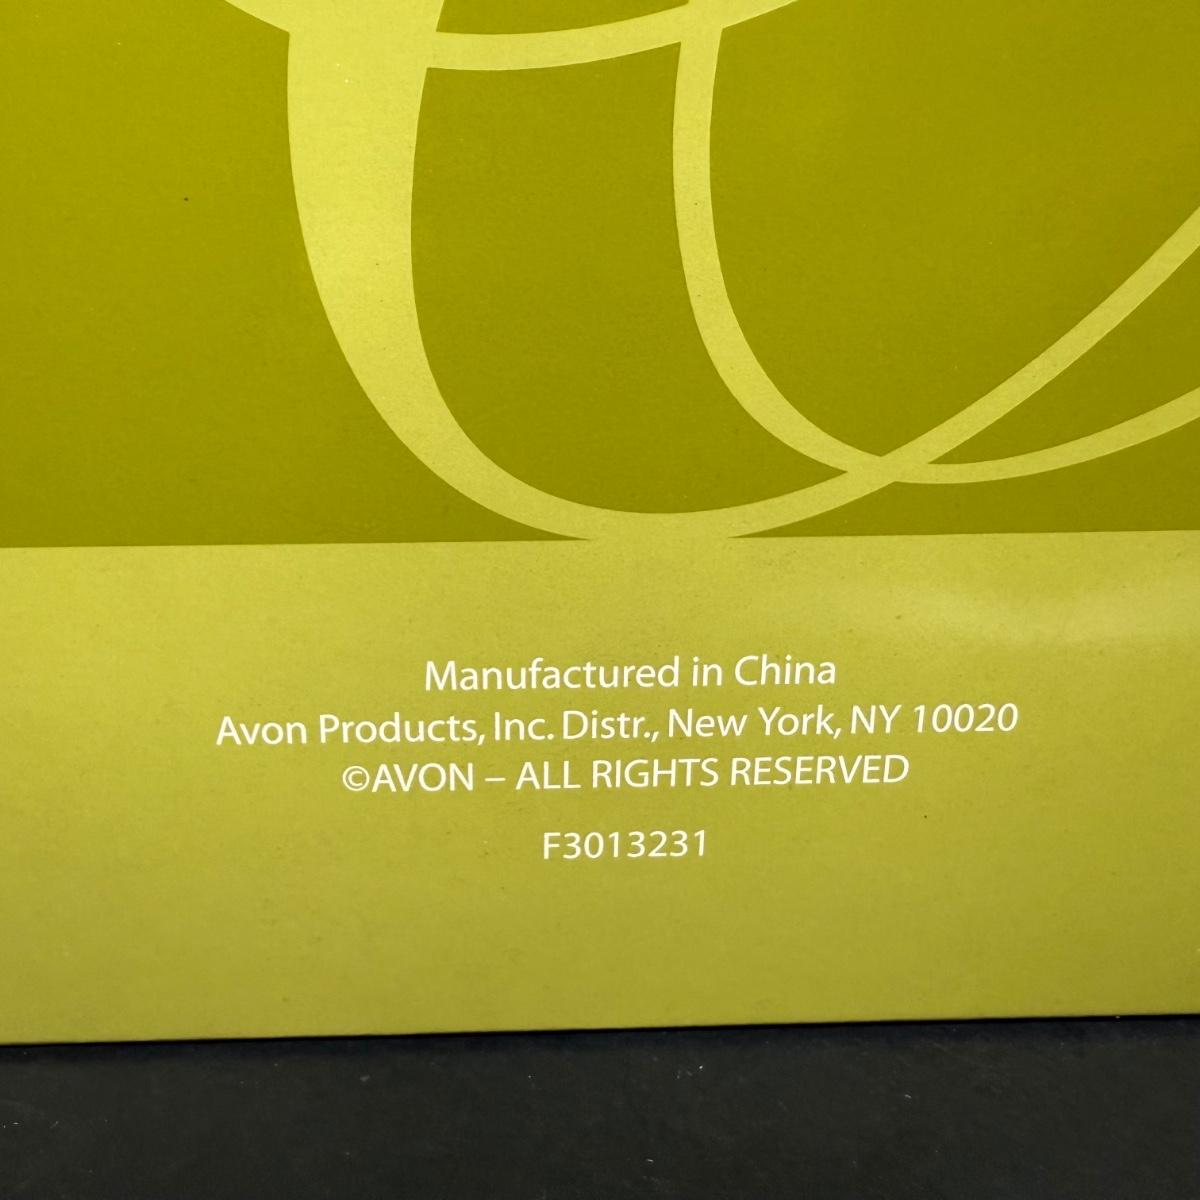 Manufactured in China
Avon Products, Inc. Distr., New York, NY 10020
©AVON – ALL RIGHTS RESERVED
F3013231